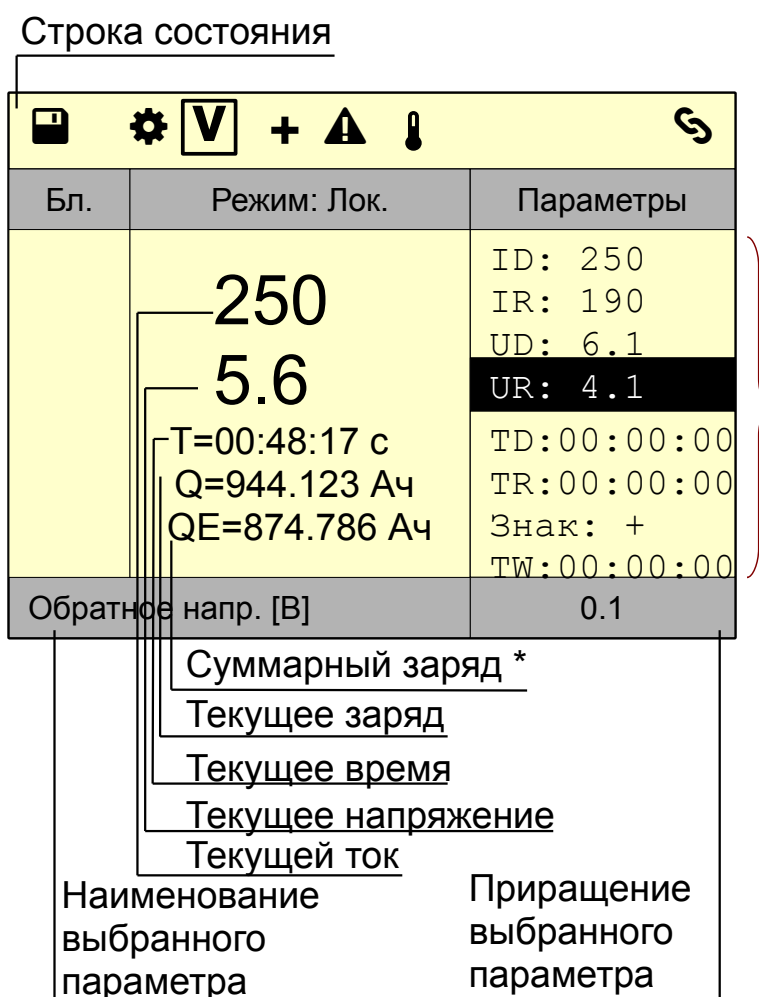 Строка состояния
V +
Бл. Режим: Лок. Параметры
250
5.6
T=00:48:17 с
Q=944.123 Ач
QE=874.786 Ач
ID: 250
IR: 190
UD: 6.1
UR: 4.1
TD:00:00:00
TR:00:00:00
Знак: +
TW:00:00:00
Обратное напр. [В] 0.1
Суммарный заряд *
Текущее заряд
Текущее время
Текущее напряжение
Текущей ток
Наименование
выбранного
параметра
Приращение
выбранного
параметра